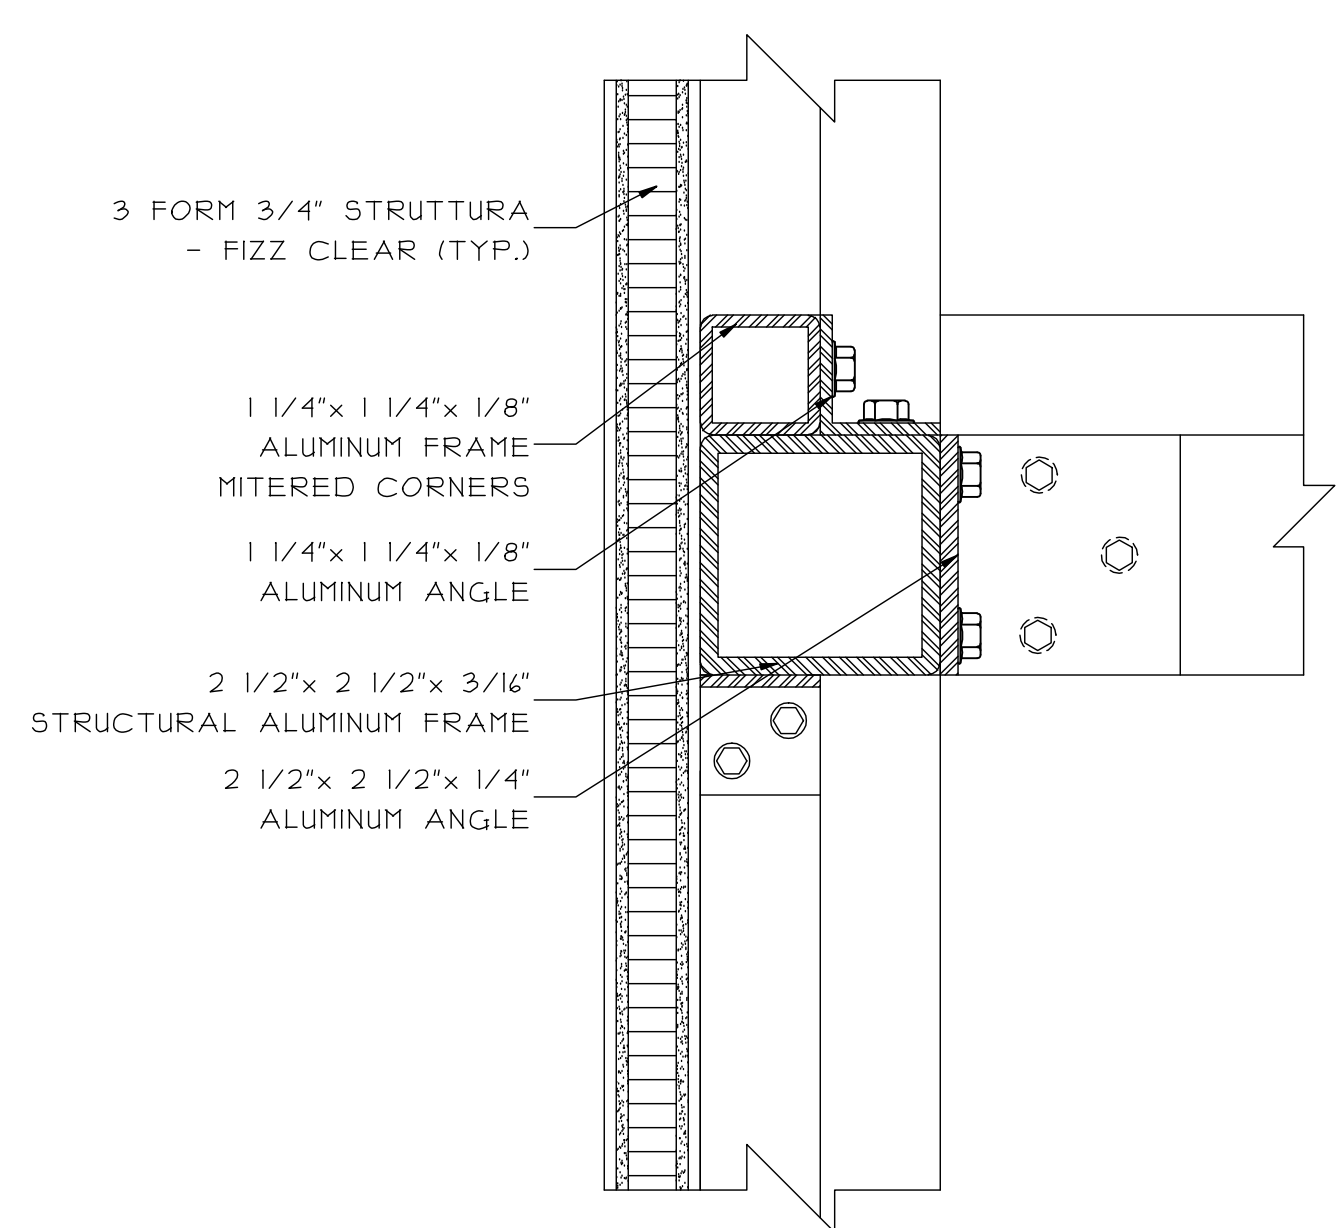 3 FORM 3/4" STRUTTURA
- FIZZ CLEAR (TYP.)
1 1/4"x 1 1/4"x 1/8"
ALUMINUM FRAME
MITERED CORNERS
1 1/4"x 1 1/4"x 1/8"
ALUMINUM ANGLE
2 1/2"x 2 1/2"x 3/16"
STRUCTURAL ALUMINUM FRAME
2 1/2"x 2 1/2"x 1/4"
ALUMINUM ANGLE